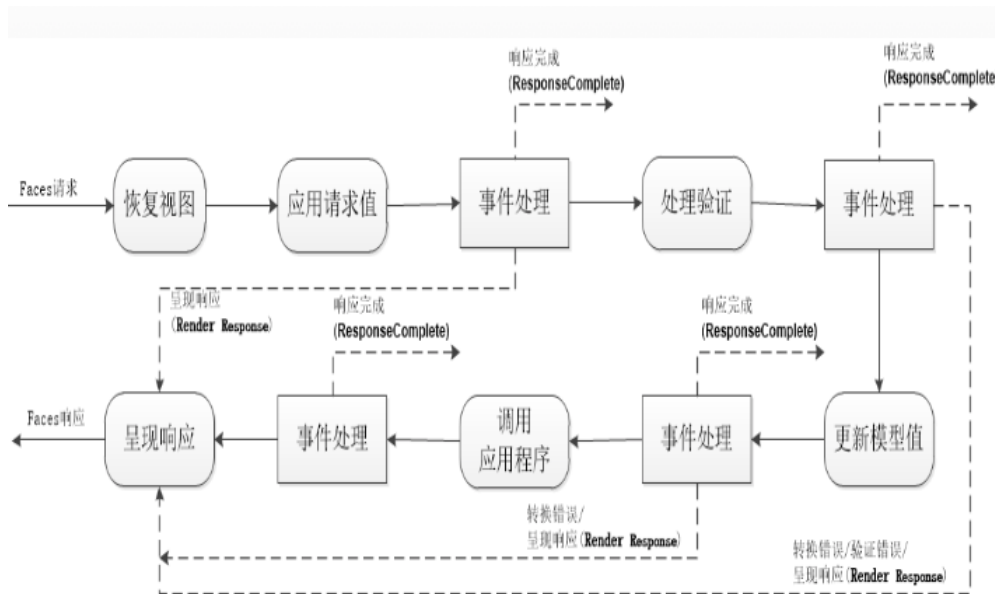 响应完成
(ResponseComplete)
响应完成
(ResponseComplete
Faces请求
恢复视图
应用请求值
事件处理
处理验证
事件处理
呈现响应
(Render Response)
响应完成
(ResponseComplete)
响应完成
(ResponseComplete)
Faces响应
呈现响应
事件处理
调用
应用程序
事件处理
更新模型值
转换错误/
呈现响应(Render Response)
转换错误/验证错误/
呈现响应(Render Response)